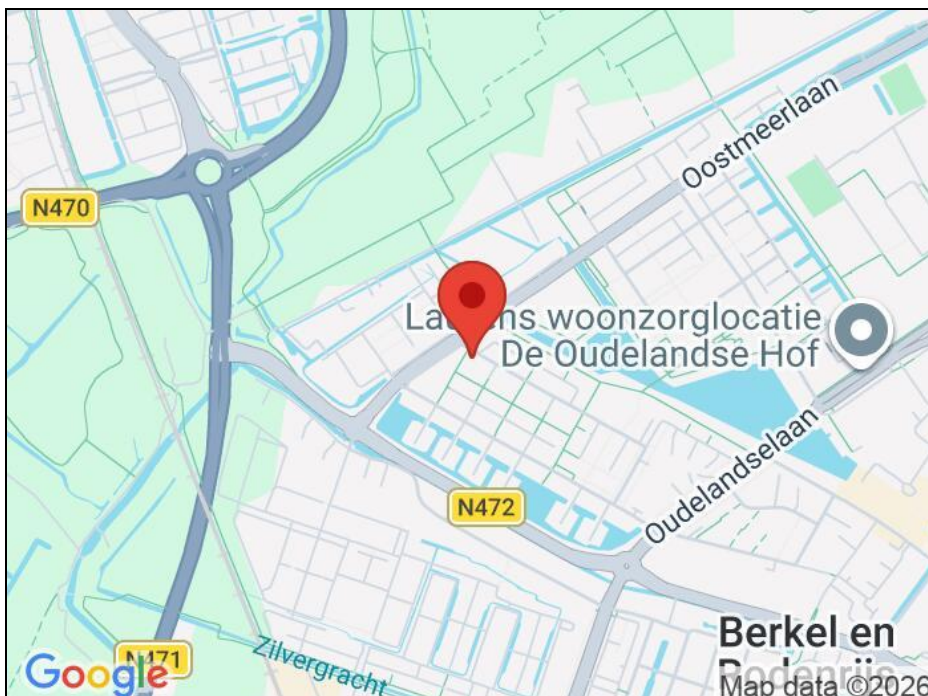 Oostmeerlaan
N470
woonzorglocatie
De Oudelandse Hof
Oudelandselaan
N472
Berkel en
Zilvergracht
N471
Google
Map data ©2026